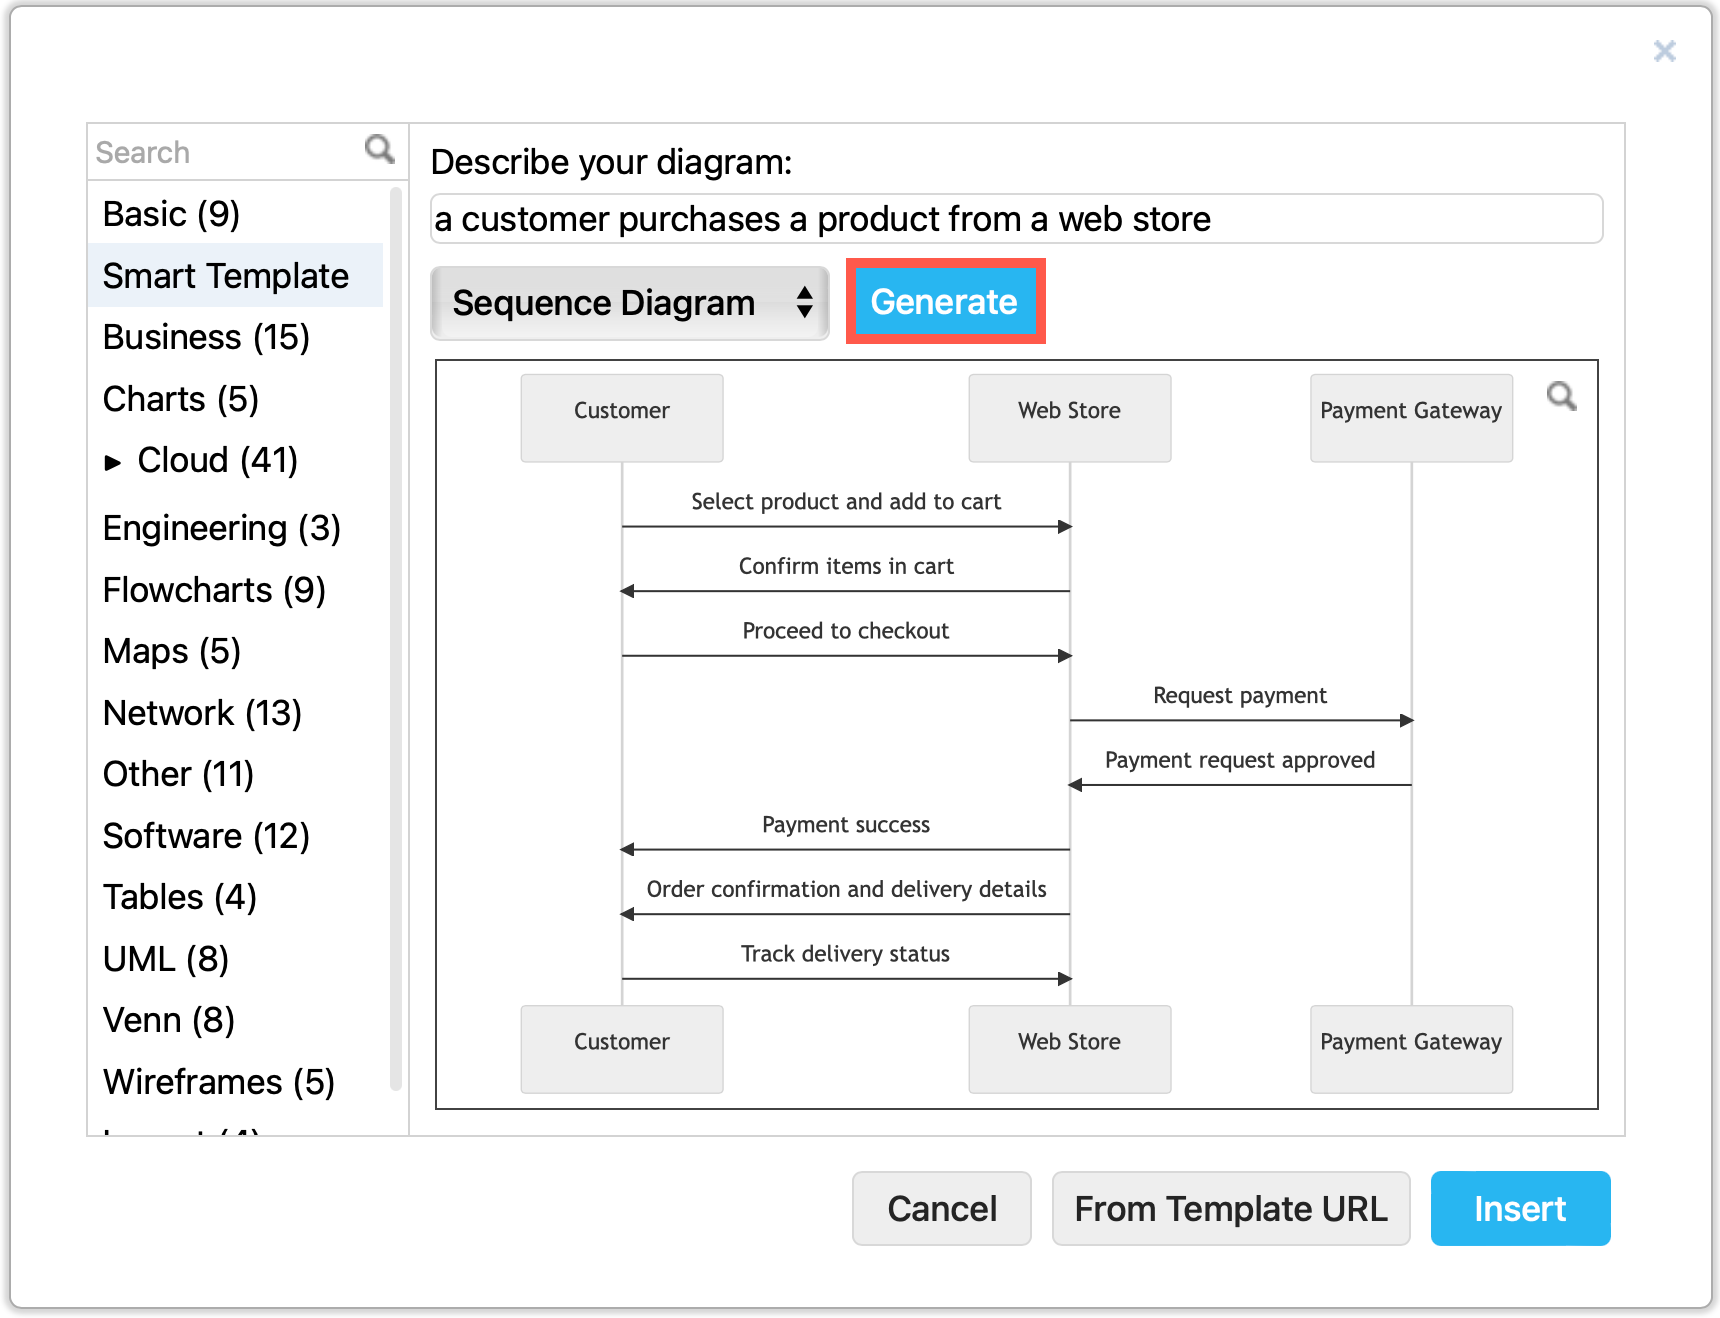 ×
Search
Basic (9)
Smart Template
Business (15)
Charts (5)
Cloud (41)
Engineering (3)
Flowcharts (9)
Maps (5)
Network (13)
Other (11)
Software (12)
Tables (4)
UML (8)
Venn (8)
Wireframes (5)
Describe your diagram:
a customer purchases a product from a web store
Sequence Diagram
Generate
Customer
Web Store
Payment Gateway
Select product and add to cart
Confirm items in cart
Proceed to checkout
Request payment
Payment request approved
Payment success
Order confirmation and delivery details
Track delivery status
Customer
Web Store
Payment Gateway
Cancel
From Template URL
Insert